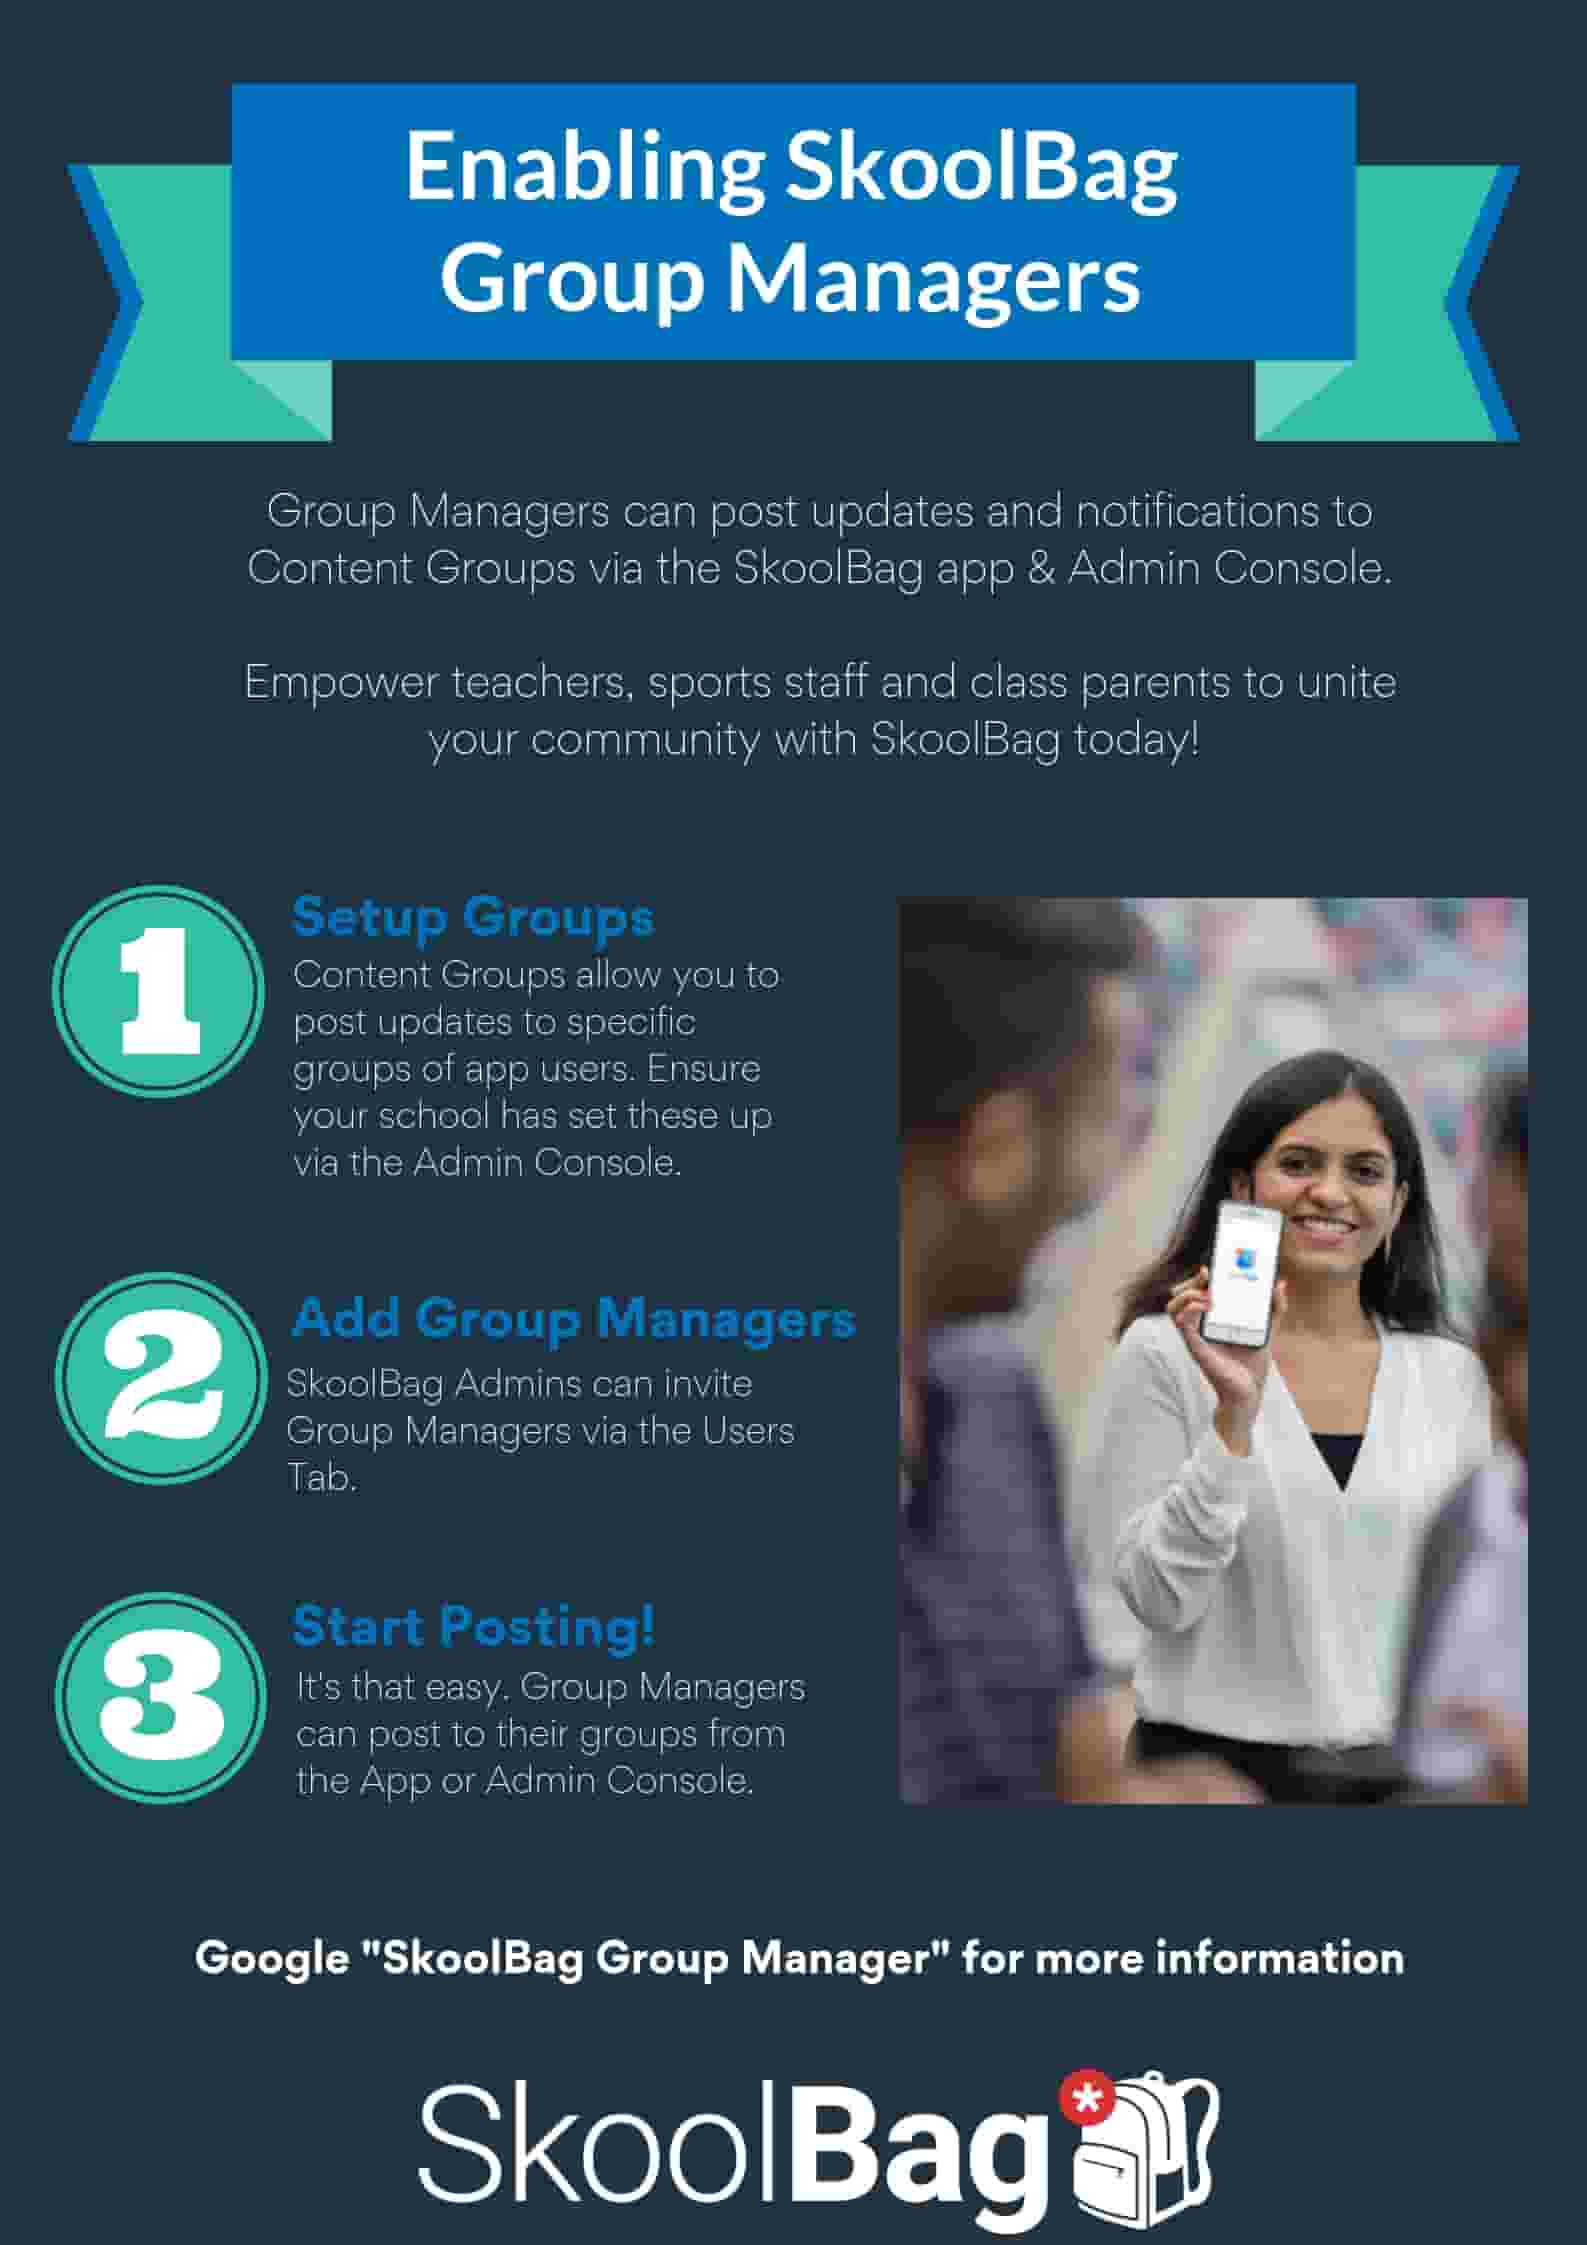 Enabling SkoolBag
Group Managers
Group Managers can post updates and notifications to
Content Groups via the SkoolBag app & Admin Console.
Empower teachers, sports staff and class parents to unite
your community with SkoolBag today!
1
Setup Groups
Content Groups allow you to
post updates to specific
groups of app users. Ensure
your school has set these up
via the Admin Console.
2
Add Group Managers
SkoolBag Admins can invite
Group Managers via the Users
Tab.
3
Start Posting!
It's that easy. Group Managers
can post to their groups from
the App or Admin Console.
Google "SkoolBag Group Manager" for more information
SkoolBag